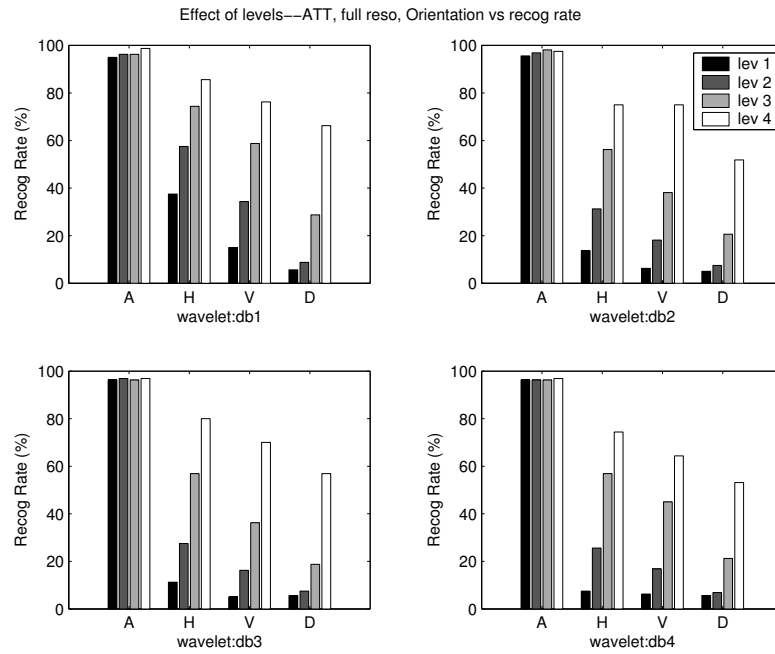 Effect of levels−−ATT, full reso, Orientation vs recog rate
100
80
60
40
20
0
Recog Rate (%)
A H V D
wavelet:db1
100
80
60
40
20
0
Recog Rate (%)
A H V D
wavelet:db2
lev 1
lev 2
lev 3
lev 4
100
80
60
40
20
0
Recog Rate (%)
A H V D
wavelet:db3
100
80
60
40
20
0
Recog Rate (%)
A H V D
wavelet:db4